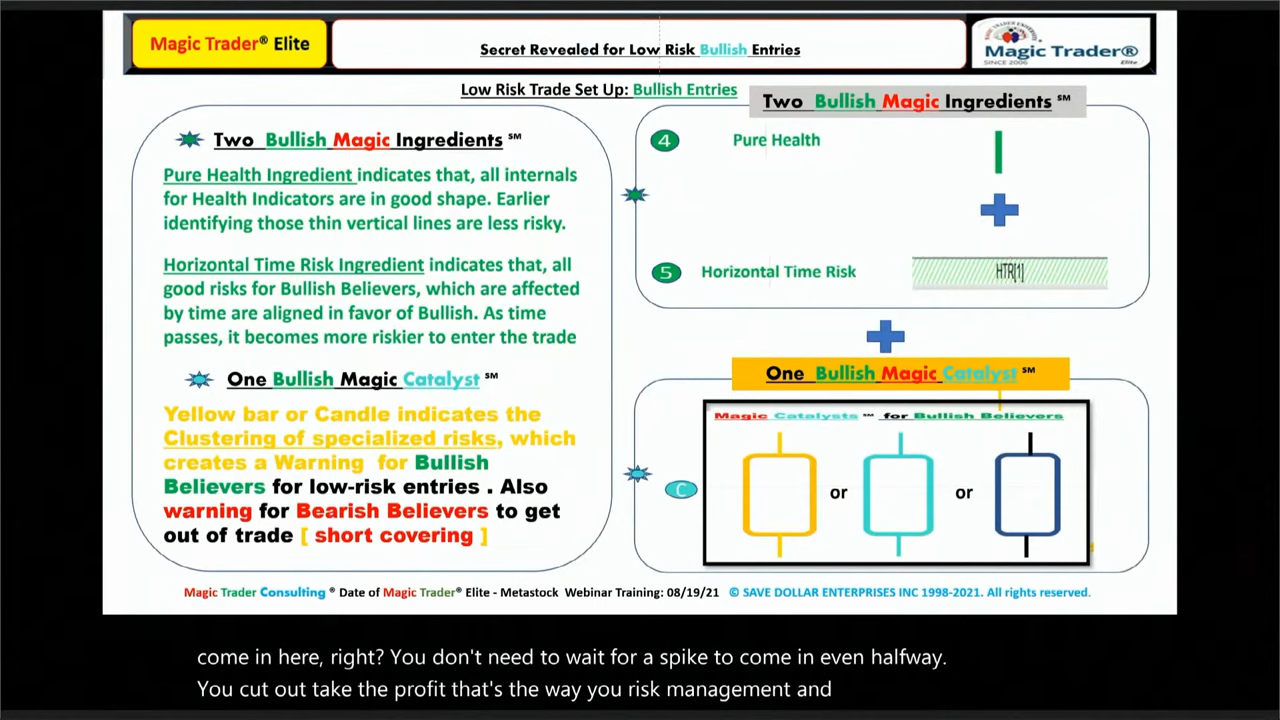 Magic Trader® Elite
Secret Revealed for Low Risk Bullish Entries
Magic Trader®
SINCE 2006
Elite
Low Risk Trade Set Up: Bullish Entries
Two Bullish Magic Ingredients ℠
Pure Health Ingredient indicates that, all internals
for Health Indicators are in good shape. Earlier
identifying those thin vertical lines are less risky.
Horizontal Time Risk Ingredient indicates that, all
good risks for Bullish Believers, which are affected
by time are aligned in favor of Bullish. As time
passes, it becomes more riskier to enter the trade
One Bullish Magic Catalyst ℠
Yellow bar or Candle indicates the
Clustering of specialized risks, which
creates a Warning for Bullish
Believers for low-risk entries . Also
warning for Bearish Believers to get
out of trade [ short covering ]
Two Bullish Magic Ingredients ℠
4 Pure Health
5 Horizontal Time Risk HTR[1]
One Bullish Magic Catalyst ℠
Magic Catalysts ℠ for Bullish Believers
C
or or
Magic Trader Consulting ® Date of Magic Trader® Elite - Metastock Webinar Training: 08/19/21 © SAVE DOLLAR ENTERPRISES INC 1998-2021. All rights reserved.
come in here, right? You don't need to wait for a spike to come in even halfway.
You cut out take the profit that's the way you risk management and